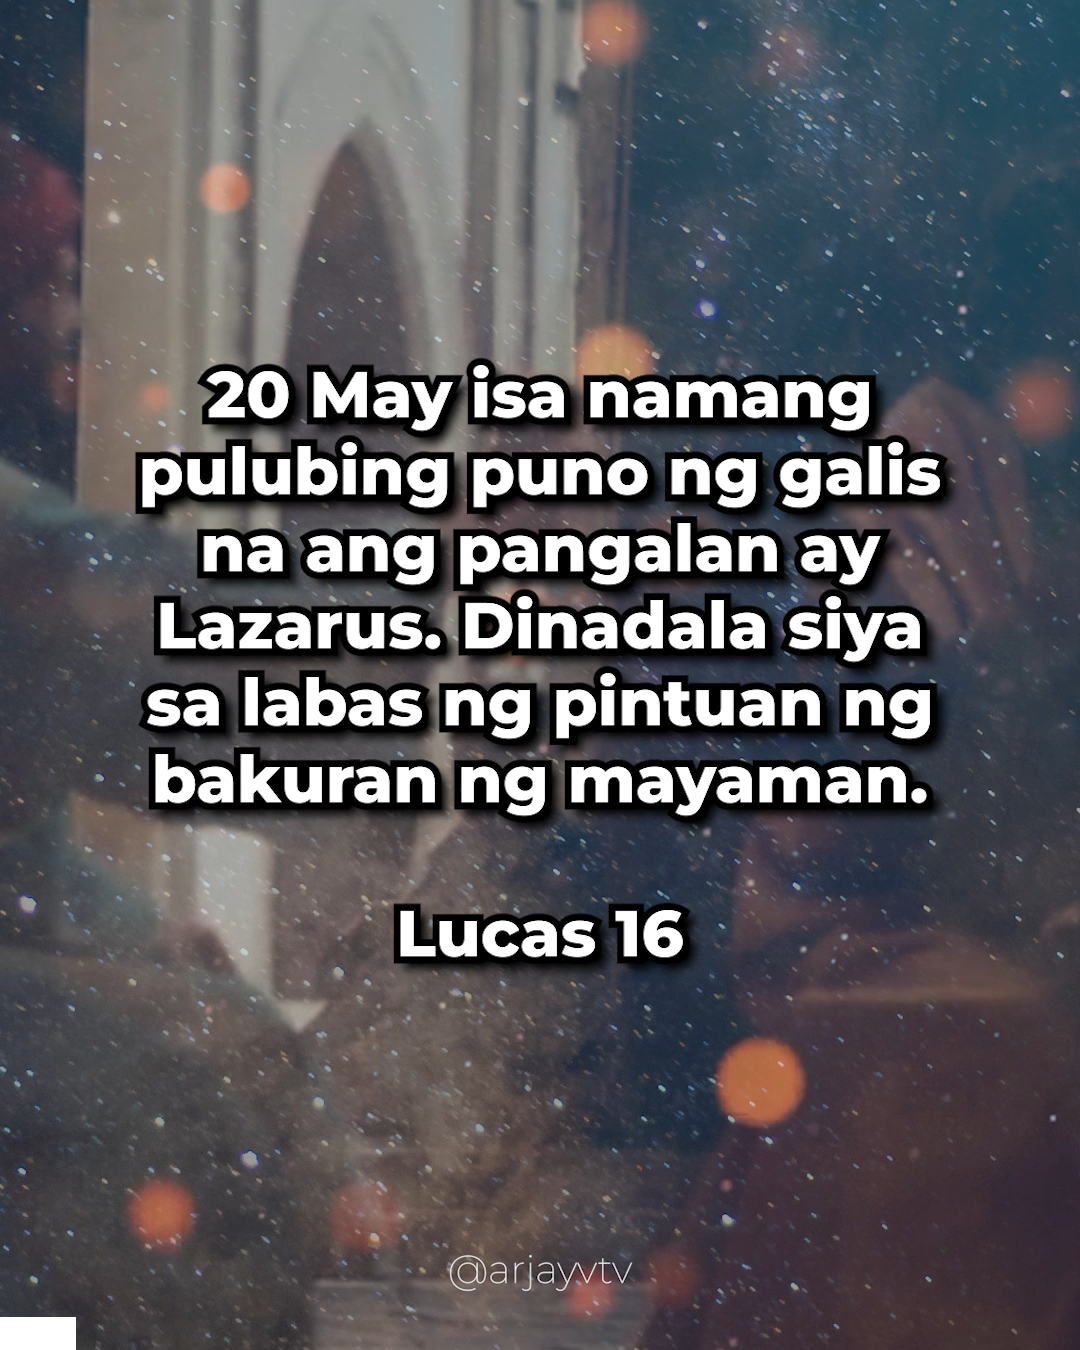 20 May isa namang
pulubing puno ng galis
na ang pangalan ay
Lazarus. Dinadala siya
sa labas ng pintuan ng
bakuran ng mayaman.
Lucas 16
@arjayvtv